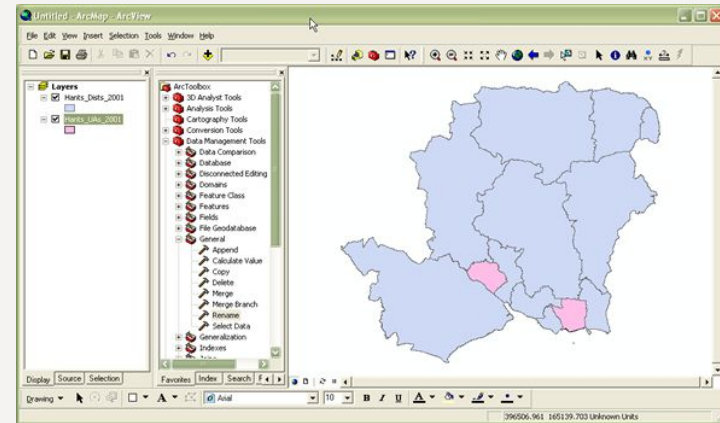 Untitled - ArcMap - ArcView
File Edit View Insert Selection Tools Window Help
Layers
Hants_Dists_2001
Hants_UAs_2001
ArcToolbox
3D Analyst Tools
Analysis Tools
Cartography Tools
Conversion Tools
Data Management Tools
Data Comparison
Database
Disconnected Editing
Domains
Feature Class
Features
Fields
File Geodatabase
General
Append
Calculate Value
Copy
Delete
Merge
Merge Branch
Rename
Select Data
Generalization
Indexes
Display Source Selection
Favorites Index Search
Drawing A Arial 10 B I U A
396506.961 165139.703 Unknown Units